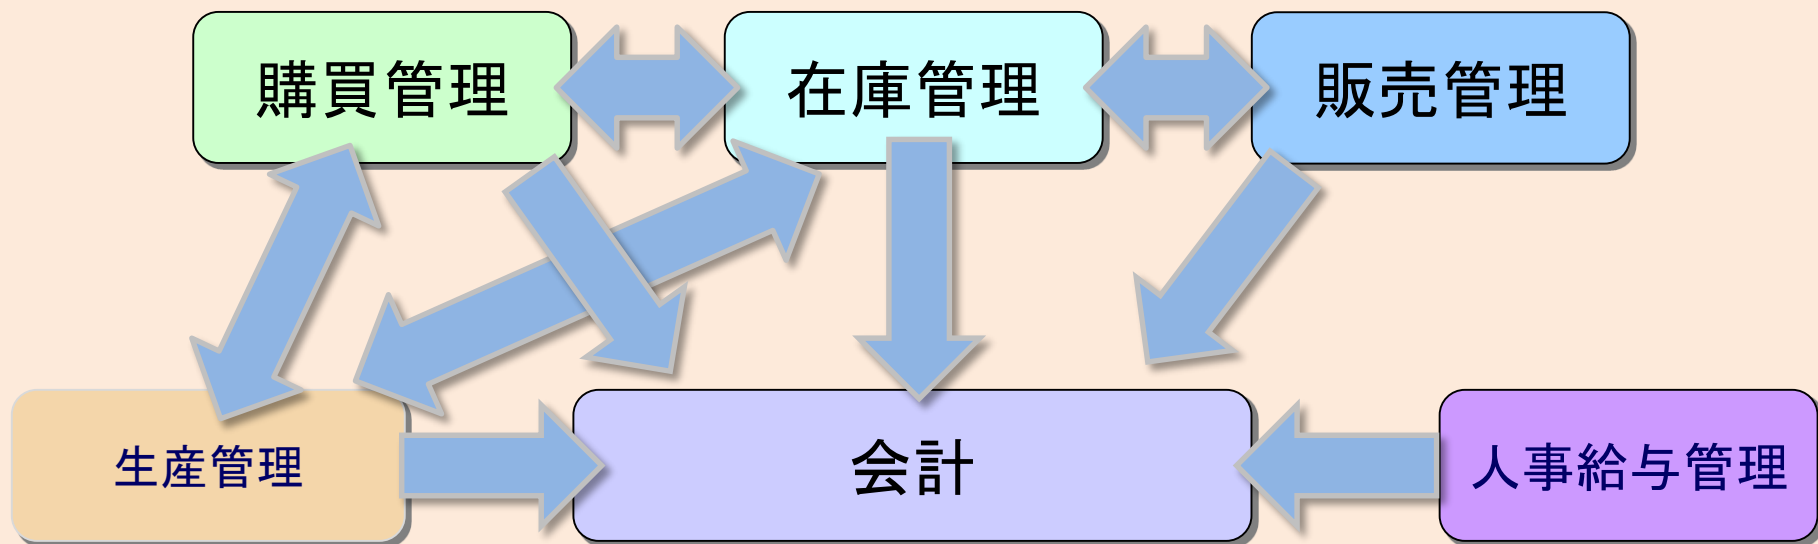 購買管理
在庫管理
販売管理
生産管理
会計
人事給与管理